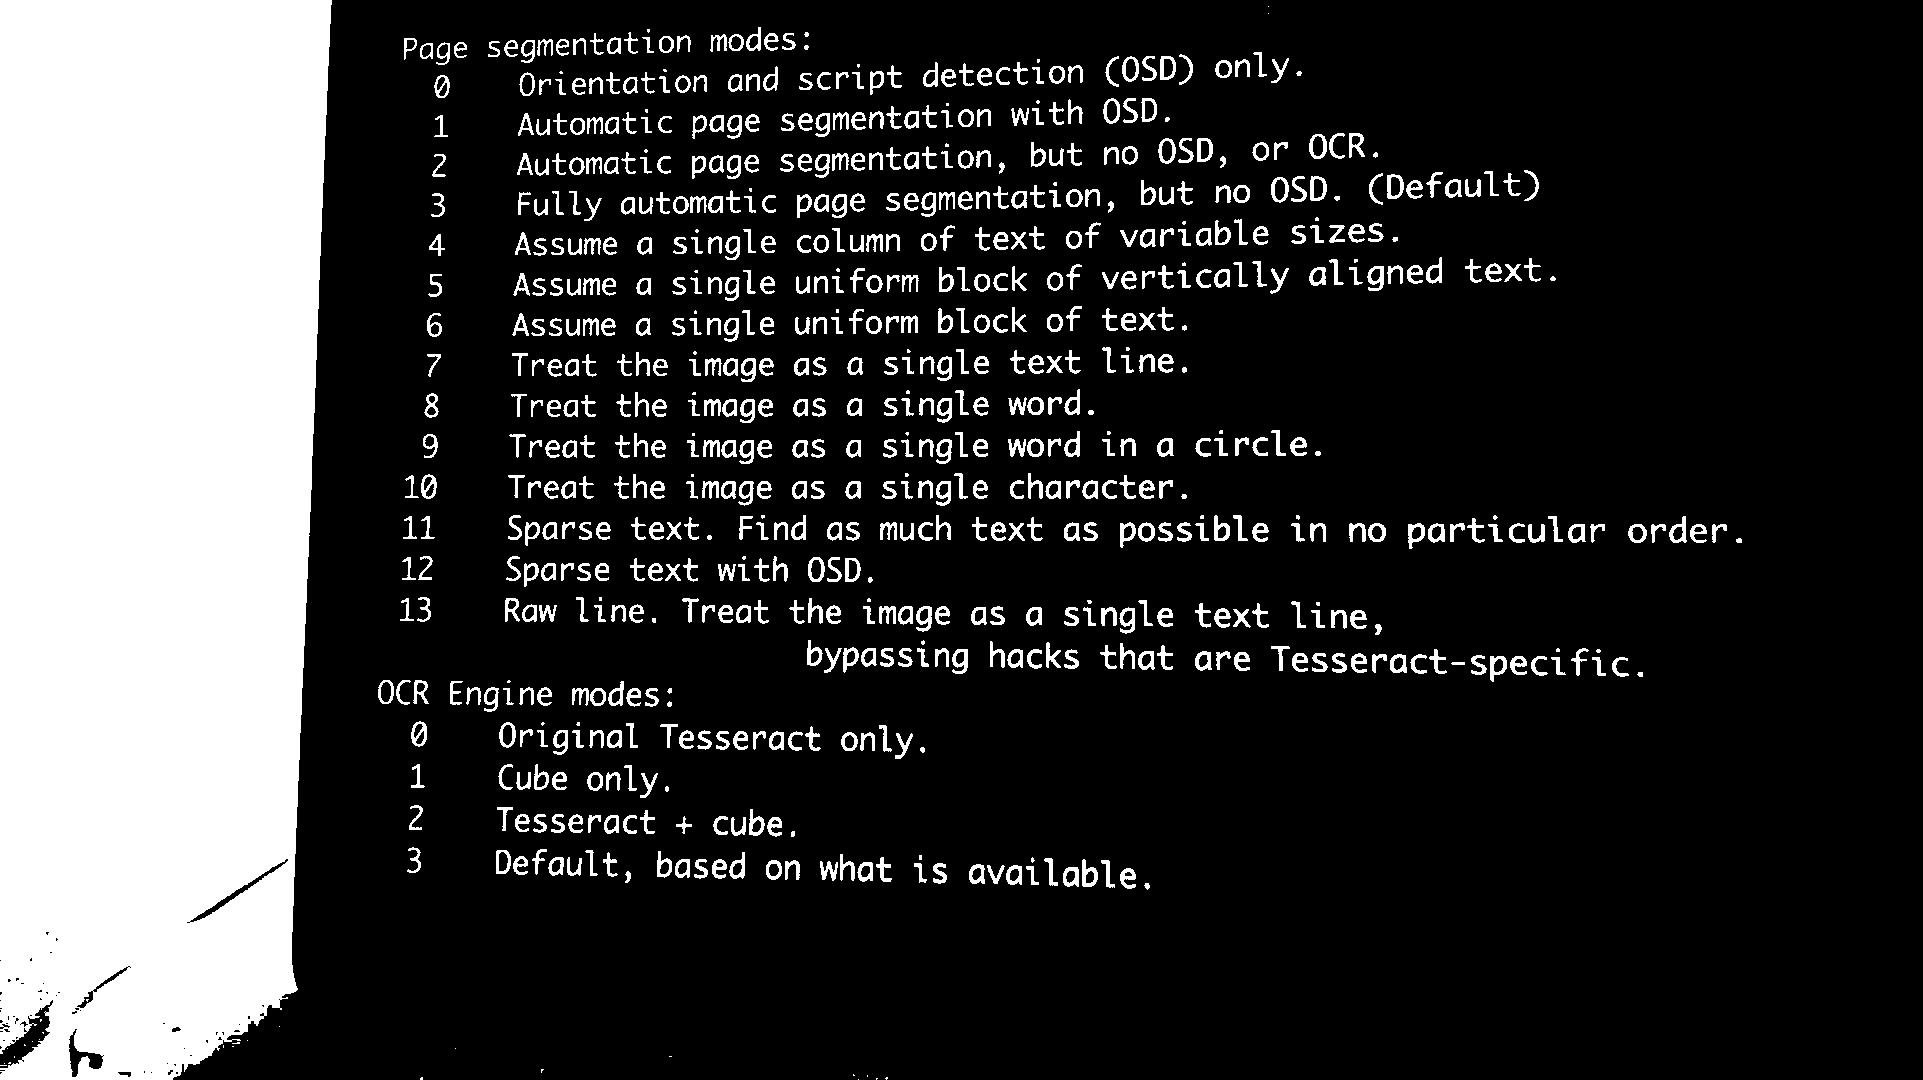 Page segmentation modes:
0 Orientation and script detection (OSD) only.
1 Automatic page segmentation with OSD.
2 Automatic page segmentation, but no OSD, or OCR.
3 Fully automatic page segmentation, but no OSD. (Default)
4 Assume a single column of text of variable sizes.
5 Assume a single uniform block of vertically aligned text.
6 Assume a single uniform block of text.
7 Treat the image as a single text line.
8 Treat the image as a single word.
9 Treat the image as a single word in a circle.
10 Treat the image as a single character.
11 Sparse text. Find as much text as possible in no particular order.
12 Sparse text with OSD.
13 Raw line. Treat the image as a single text line,
bypassing hacks that are Tesseract-specific.
OCR Engine modes:
0 Original Tesseract only.
1 Cube only.
2 Tesseract + cube.
3 Default, based on what is available.